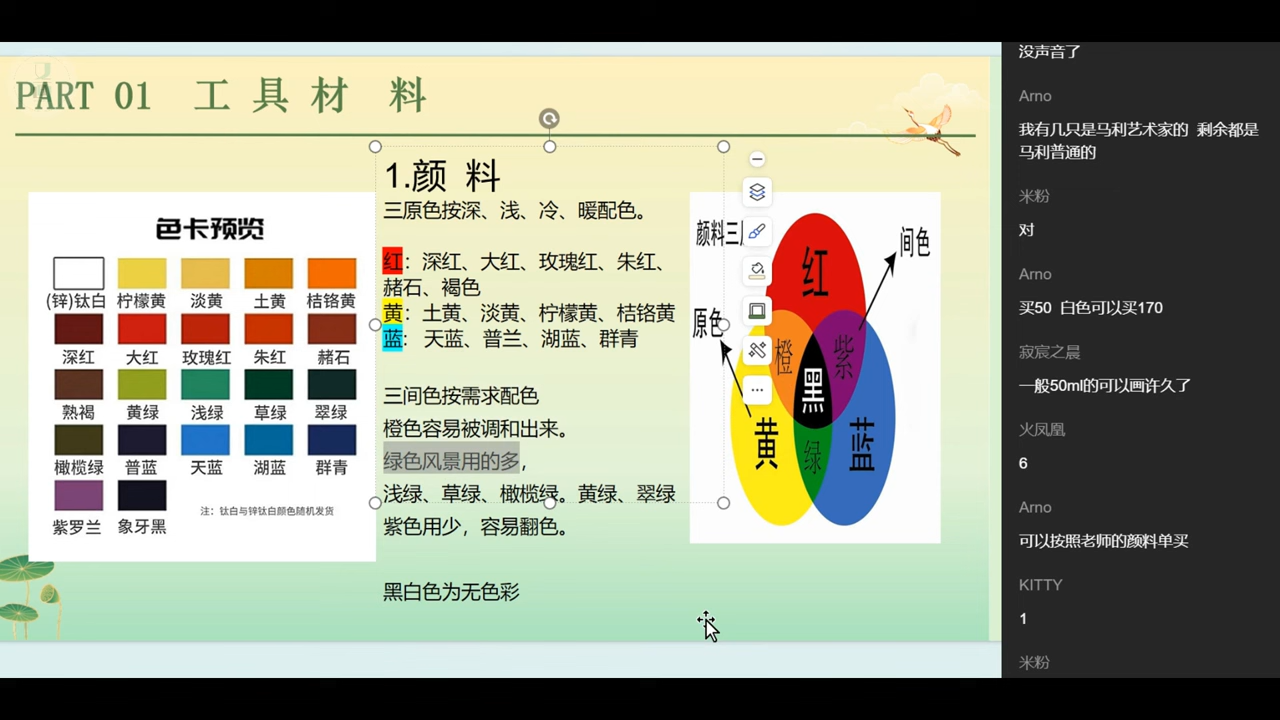 PART 01 工具材 料
色卡预览
(锌)钛白 柠檬黄 淡黄 土黄 桔铬黄
深红 大红 玫瑰红 朱红 赭石
熟褐 黄绿 浅绿 草绿 翠绿
橄榄绿 普蓝 天蓝 湖蓝 群青
紫罗兰 象牙黑
注：钛白与锌钛白颜色随机发货
1.颜 料
三原色按深、浅、冷、暖配色。
红：深红、大红、玫瑰红、朱红、
赭石、褐色
黄：土黄、淡黄、柠檬黄、桔铬黄
蓝： 天蓝、普兰、湖蓝、群青
三间色按需求配色
橙色容易被调和出来。
绿色风景用的多，
浅绿、草绿、橄榄绿。黄绿、翠绿
紫色用少，容易翻色。
黑白色为无色彩
颜料三
间色
原色
红
橙
紫
黑
黄
绿
蓝
没声音了
Arno
我有几只是马利艺术家的 剩余都是
马利普通的
米粉
对
Arno
买50 白色可以买170
寂宸之晨
一般50ml的可以画许久了
火凤凰
6
Arno
可以按照老师的颜料单买
KITTY
1
米粉